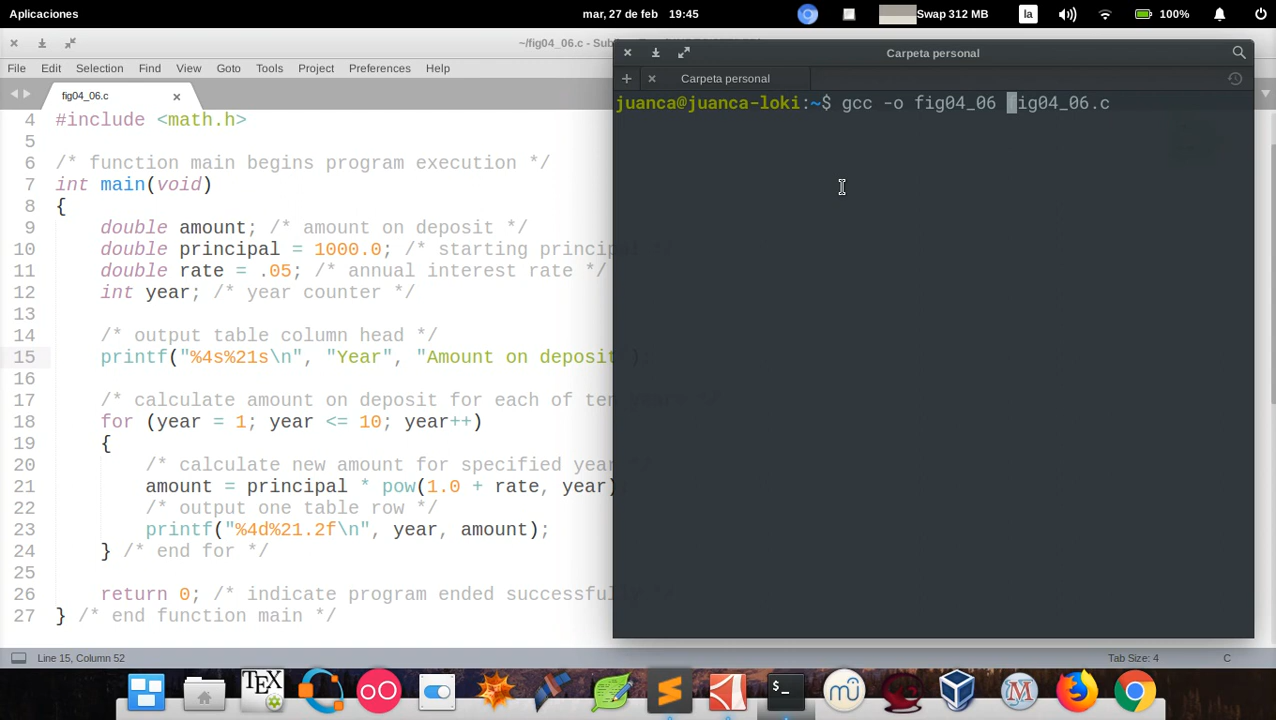 Aplicaciones
mar, 27 de feb 19:45
Swap 312 MB
la
100%
~/fig04_06.c
File Edit Selection Find View Goto Tools Project Preferences Help
fig04_06.c
4 #include <math.h>
5
6 /* function main begins program execution */
7 int main(void)
8 {
9 double amount; /* amount on deposit */
10 double principal = 1000.0; /* starting principal */
11 double rate = .05; /* annual interest rate */
12 int year; /* year counter */
13
14 /* output table column head */
15 printf("%4s%21s\n", "Year", "Amount on deposit");
16
17 /* calculate amount on deposit for each of ten years */
18 for (year = 1; year <= 10; year++)
19 {
20 /* calculate new amount for specified year */
21 amount = principal * pow(1.0 + rate, year);
22 /* output one table row */
23 printf("%4d%21.2f\n", year, amount);
24 } /* end for */
25
26 return 0; /* indicate program ended successfully */
27 } /* end function main */
Line 15, Column 52
Tab Size: 4
C
Carpeta personal
Carpeta personal
juanca@juanca-loki:~$ gcc -o fig04_06 fig04_06.c
TEX
>_
mü
M